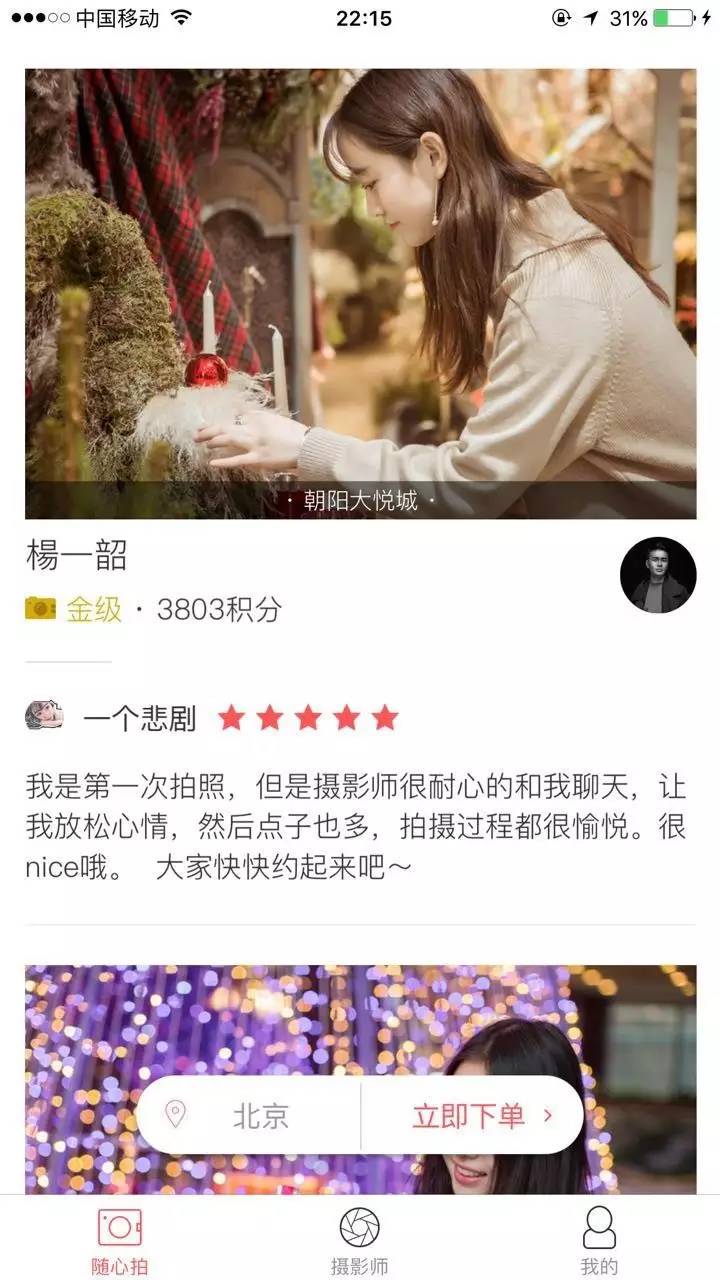 中国移动
22:15
31%
· 朝阳大悦城 ·
楊一韶
金级 · 3803积分
一个悲剧
我是第一次拍照，但是摄影师很耐心的和我聊天，让
我放松心情，然后点子也多，拍摄过程都很愉悦。很
nice哦。 大家快快约起来吧～
北京
立即下单 ›
随心拍
摄影师
我的